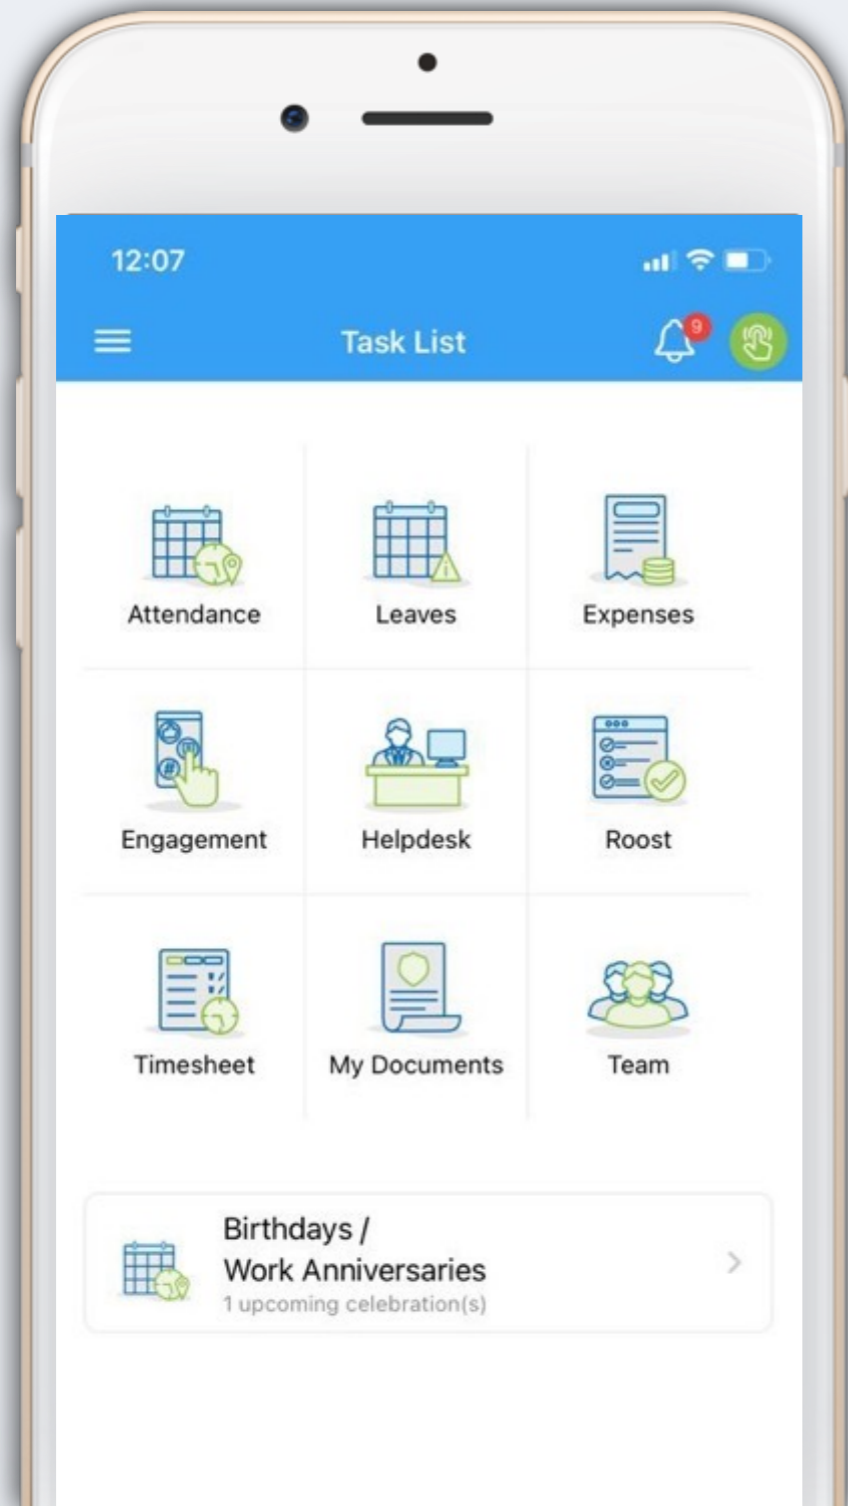 12:07
Task List
9
Attendance
Leaves
Expenses
Engagement
Helpdesk
Roost
Timesheet
My Documents
Team
Birthdays /
Work Anniversaries
1 upcoming celebration(s)